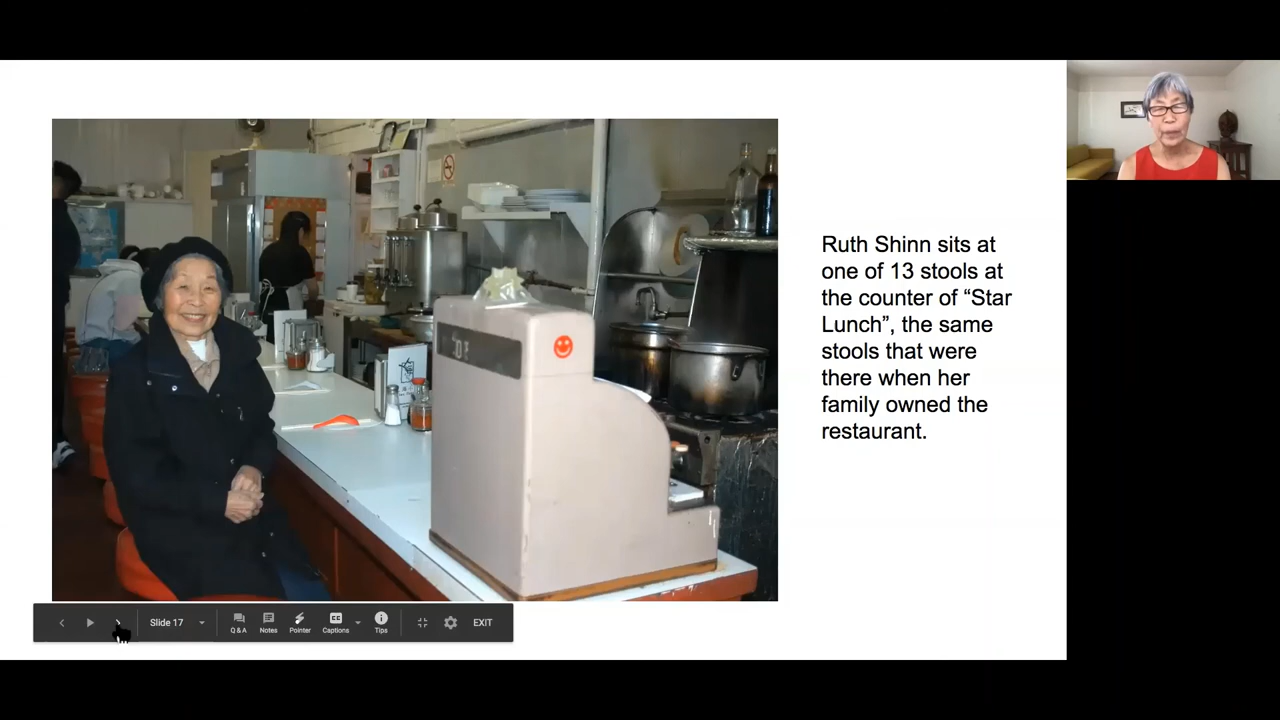 Ruth Shinn sits at
one of 13 stools at
the counter of “Star
Lunch”, the same
stools that were
there when her
family owned the
restaurant.
Slide 17
Q & A
Notes
Pointer
CC
Captions
Tips
EXIT